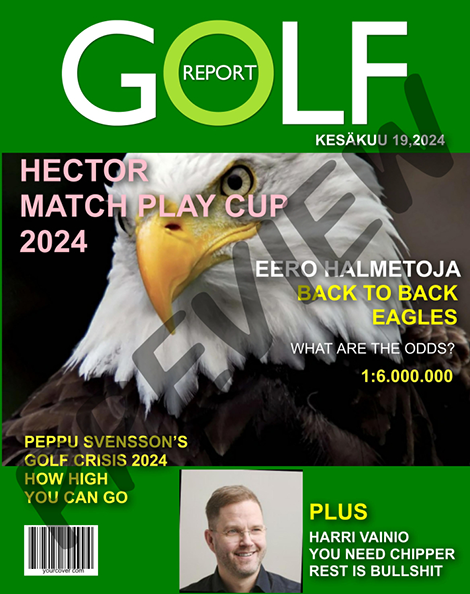 GOLF
REPORT
KESÄKUU 19,2024
HECTOR
MATCH PLAY CUP
2024
EERO HALMETOJA
BACK TO BACK
EAGLES
WHAT ARE THE ODDS?
1:6.000.000
PEPPU SVENSSON'S
GOLF CRISIS 2024
HOW HIGH
YOU CAN GO
PLUS
HARRI VAINIO
YOU NEED CHIPPER
REST IS BULLSHIT
yourcover.com
PREVIEW